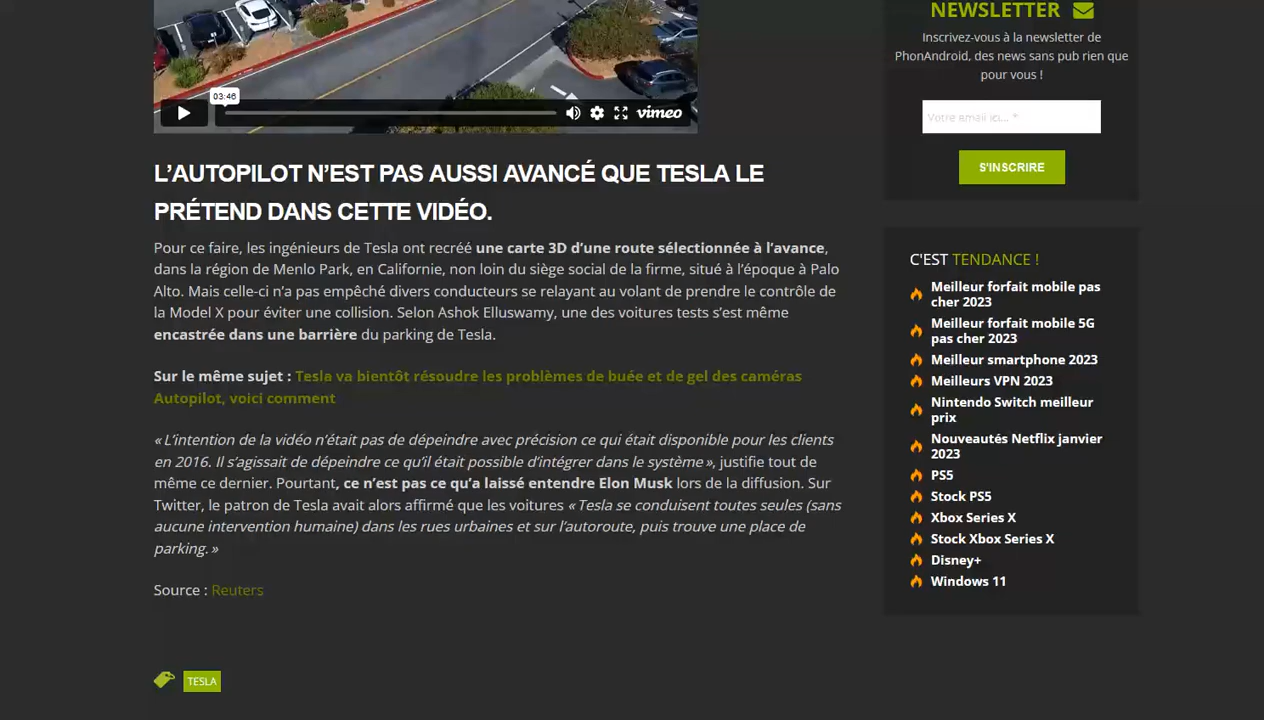 03:46
vimeo
L’AUTOPILOT N’EST PAS AUSSI AVANCÉ QUE TESLA LE
PRÉTEND DANS CETTE VIDÉO.
Pour ce faire, les ingénieurs de Tesla ont recréé une carte 3D d’une route sélectionnée à l’avance,
dans la région de Menlo Park, en Californie, non loin du siège social de la firme, situé à l’époque à Palo
Alto. Mais celle-ci n’a pas empêché divers conducteurs se relayant au volant de prendre le contrôle de
la Model X pour éviter une collision. Selon Ashok Elluswamy, une des voitures tests s’est même
encastrée dans une barrière du parking de Tesla.
Sur le même sujet : Tesla va bientôt résoudre les problèmes de buée et de gel des caméras
Autopilot, voici comment
« L’intention de la vidéo n’était pas de dépeindre avec précision ce qui était disponible pour les clients
en 2016. Il s’agissait de dépeindre ce qu’il était possible d’intégrer dans le système », justifie tout de
même ce dernier. Pourtant, ce n’est pas ce qu’a laissé entendre Elon Musk lors de la diffusion. Sur
Twitter, le patron de Tesla avait alors affirmé que les voitures « Tesla se conduisent toutes seules (sans
aucune intervention humaine) dans les rues urbaines et sur l’autoroute, puis trouve une place de
parking. »
Source : Reuters
TESLA
NEWSLETTER
Inscrivez-vous à la newsletter de
PhonAndroid, des news sans pub rien que
pour vous !
Votre email ici... *
S'INSCRIRE
C'EST TENDANCE !
Meilleur forfait mobile pas
cher 2023
Meilleur forfait mobile 5G
pas cher 2023
Meilleur smartphone 2023
Meilleurs VPN 2023
Nintendo Switch meilleur
prix
Nouveautés Netflix janvier
2023
PS5
Stock PS5
Xbox Series X
Stock Xbox Series X
Disney+
Windows 11